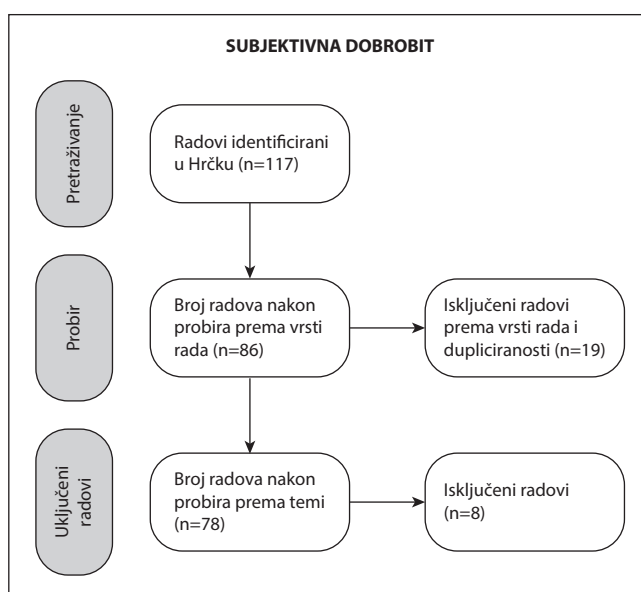 SUBJEKTIVNA DOBROBIT
Pretraživanje
Radovi identificirani
u Hrčku (n=117)
Probir
Broj radova nakon
probira prema vrsti
rada (n=86)
Isključeni radovi
prema vrsti rada i
dupliciranosti (n=19)
Uključeni
radovi
Broj radova nakon
probira prema temi
(n=78)
Isključeni radovi
(n=8)